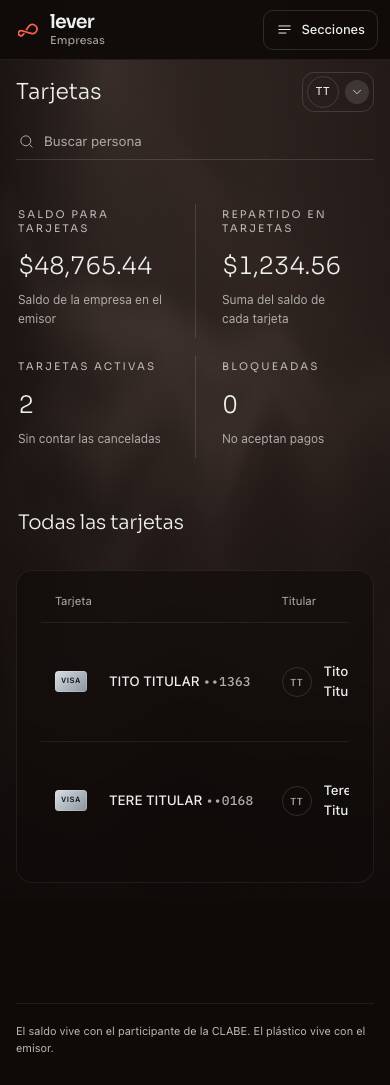 lever
Empresas
Secciones
Tarjetas
TT
Buscar persona
SALDO PARA
TARJETAS
$48,765.44
Saldo de la empresa en el
emisor
REPARTIDO EN
TARJETAS
$1,234.56
Suma del saldo de
cada tarjeta
TARJETAS ACTIVAS
2
Sin contar las canceladas
BLOQUEADAS
0
No aceptan pagos
Todas las tarjetas
Tarjeta Titular
VISA TITO TITULAR ••1363 TT Tito
Titu
VISA TERE TITULAR ••0168 TT Tere
Titu
El saldo vive con el participante de la CLABE. El plástico vive con el
emisor.